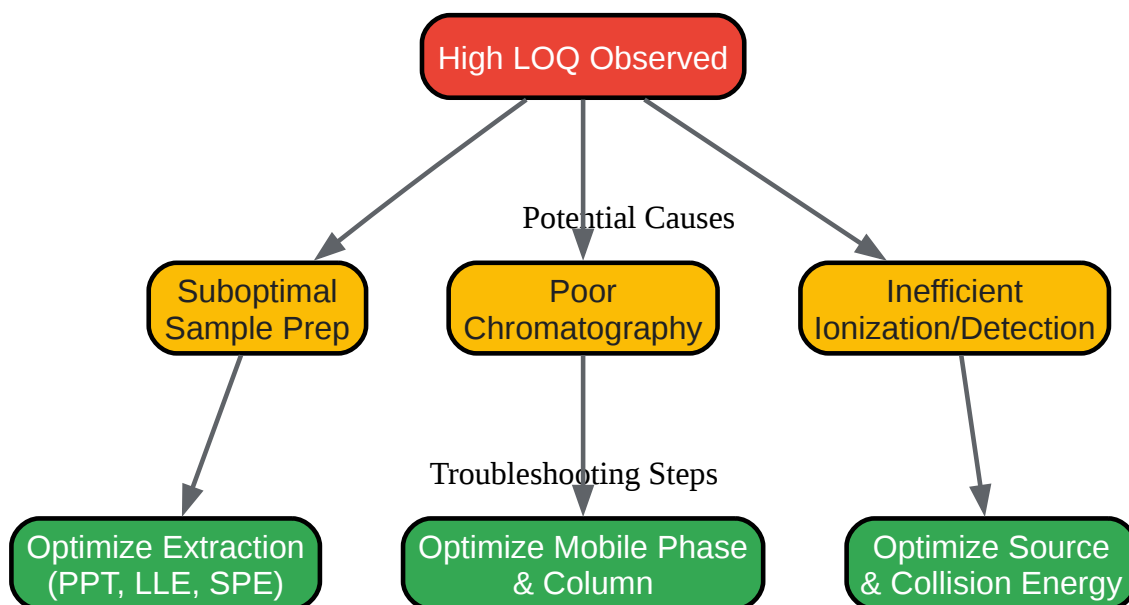 High LOQ Observed
Potential Causes
Suboptimal
Sample Prep
Poor
Chromatography
Inefficient
Ionization/Detection
Troubleshooting Steps
Optimize Extraction
(PPT, LLE, SPE)
Optimize Mobile Phase
& Column
Optimize Source
& Collision Energy